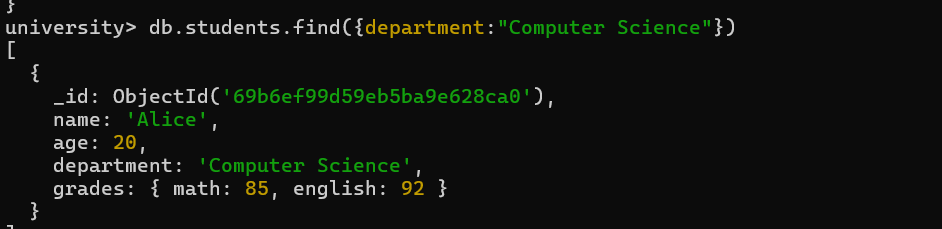 }
university> db.students.find({department:"Computer Science"})
[
  {
    _id: ObjectId('69b6ef99d59eb5ba9e628ca0'),
    name: 'Alice',
    age: 20,
    department: 'Computer Science',
    grades: { math: 85, english: 92 }
  }
]